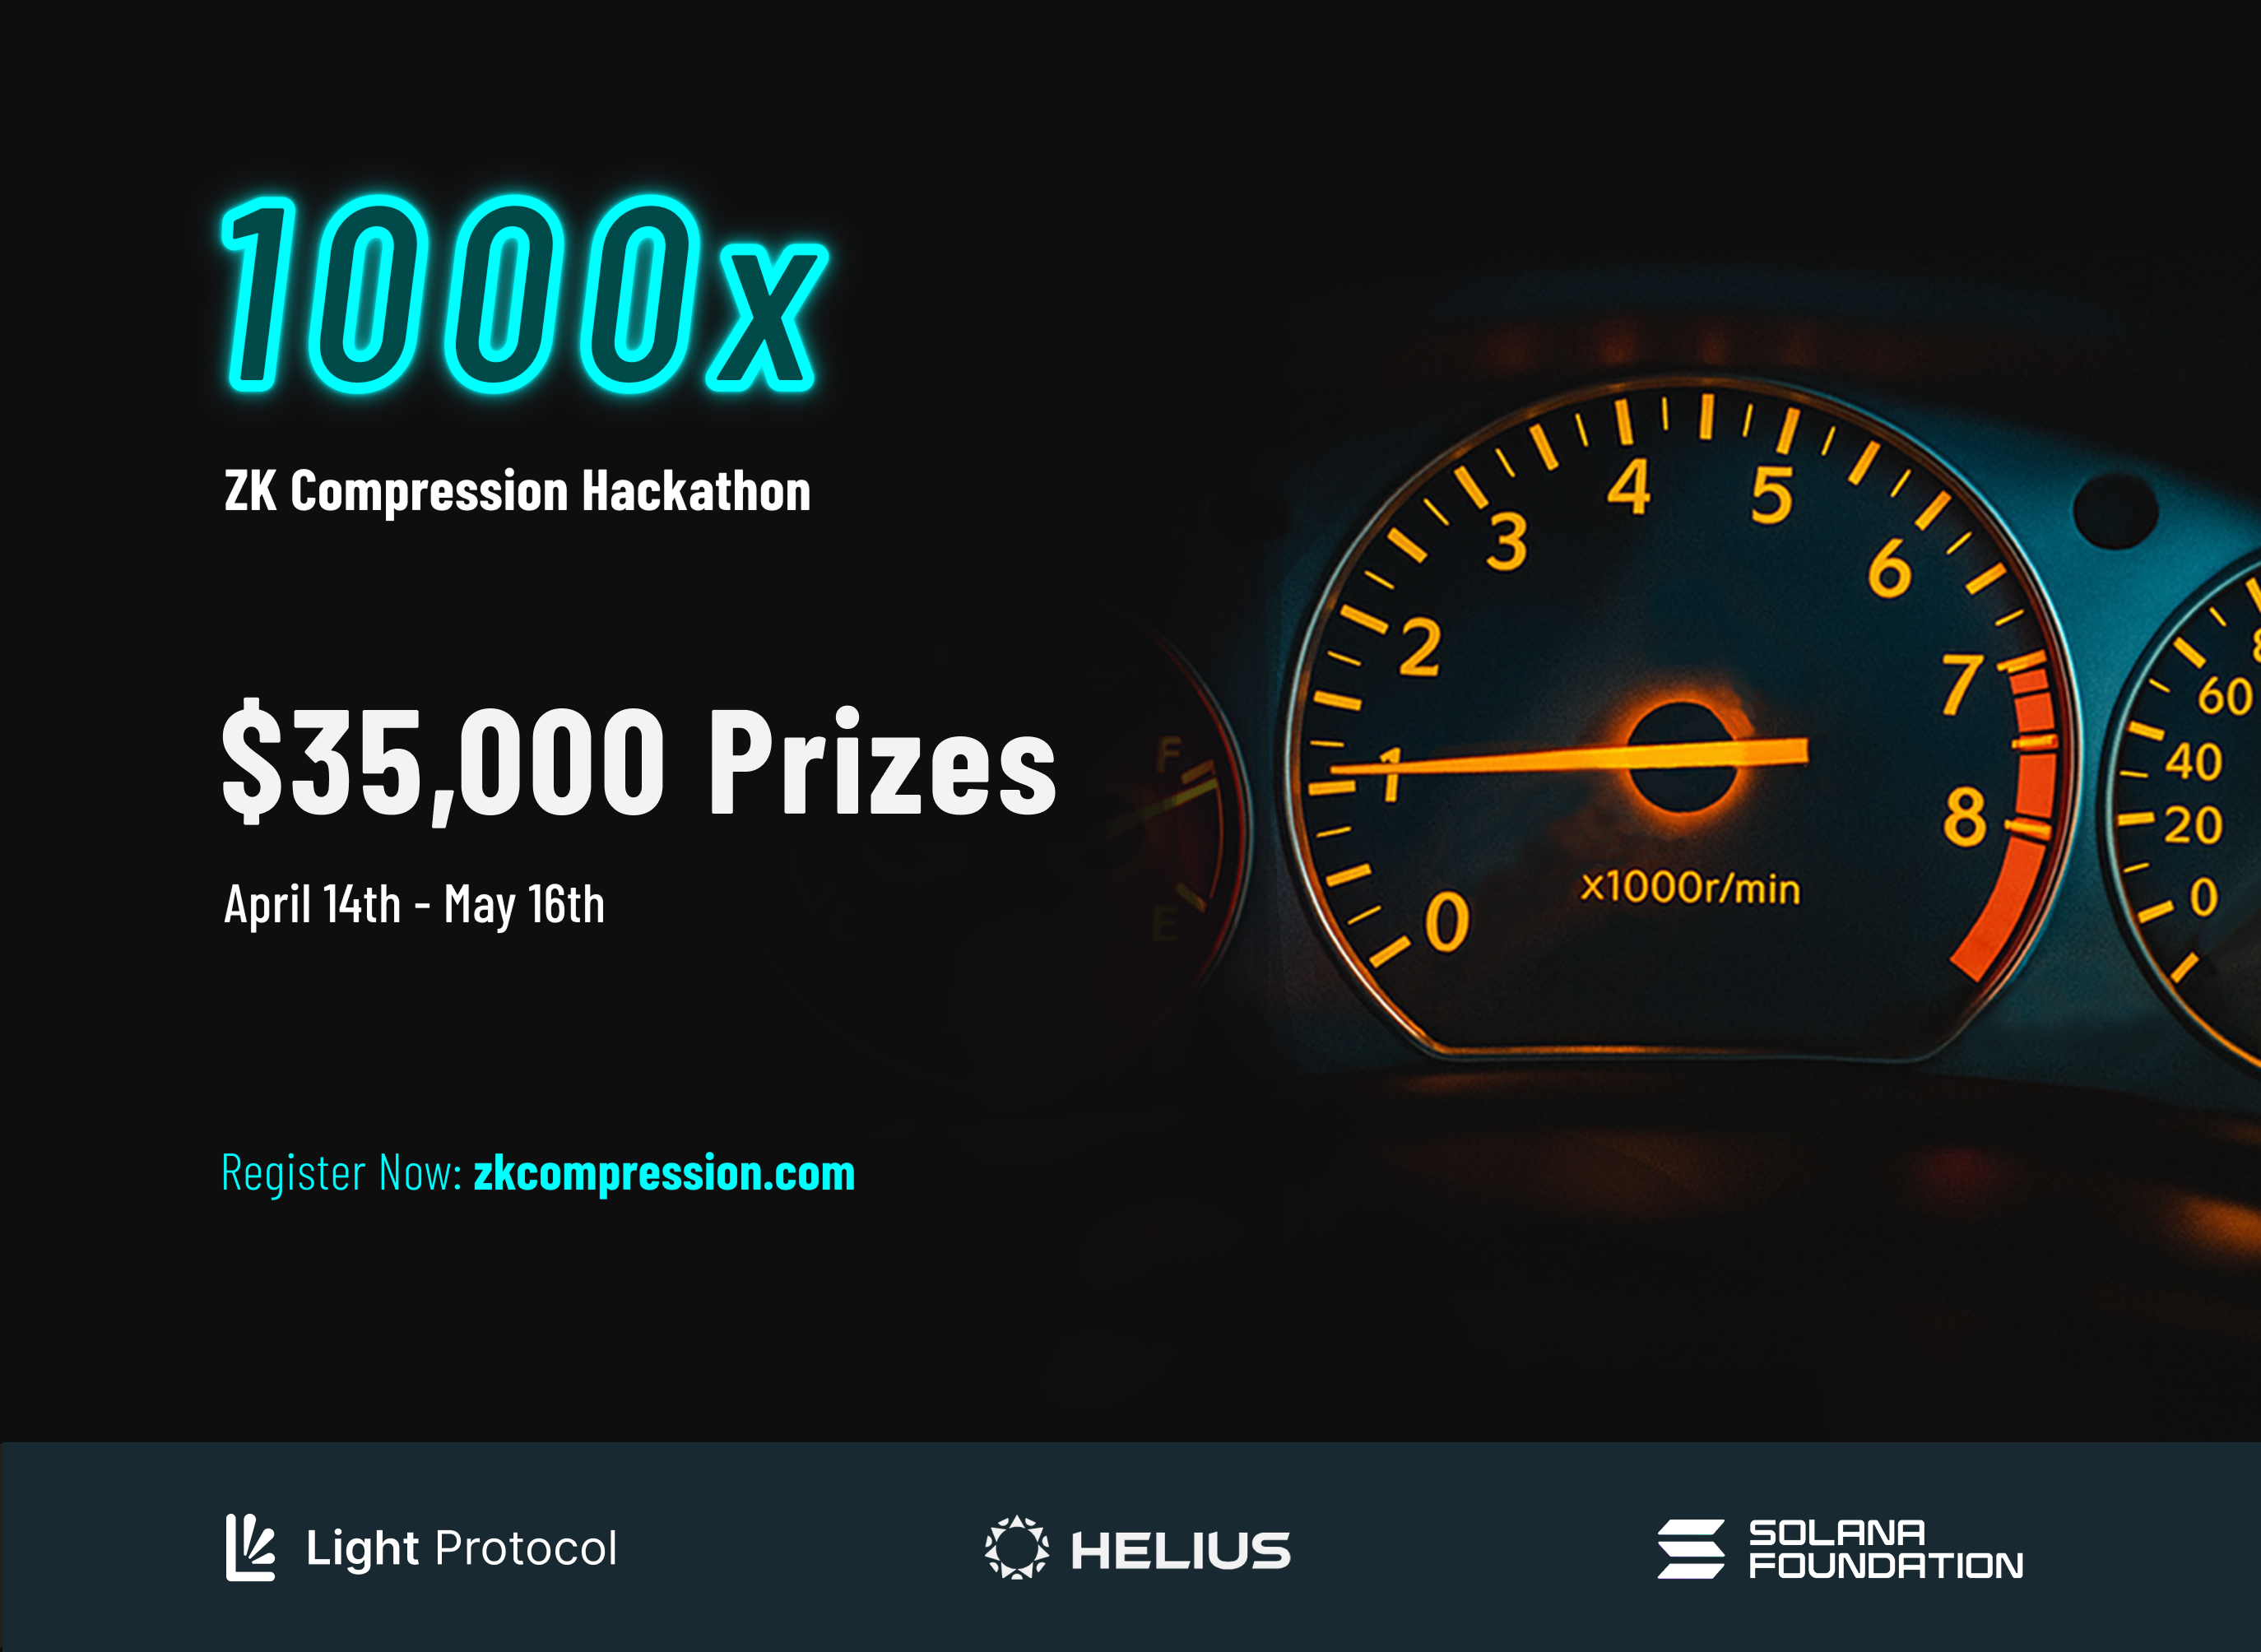 1000x
ZK Compression Hackathon
$35,000 Prizes
April 14th - May 16th
Register Now: zkcompression.com
0
1
2
3
4
5
6
7
8
x1000r/min
F
E
60
40
20
0
Light Protocol
HELIUS
SOLANA
FOUNDATION